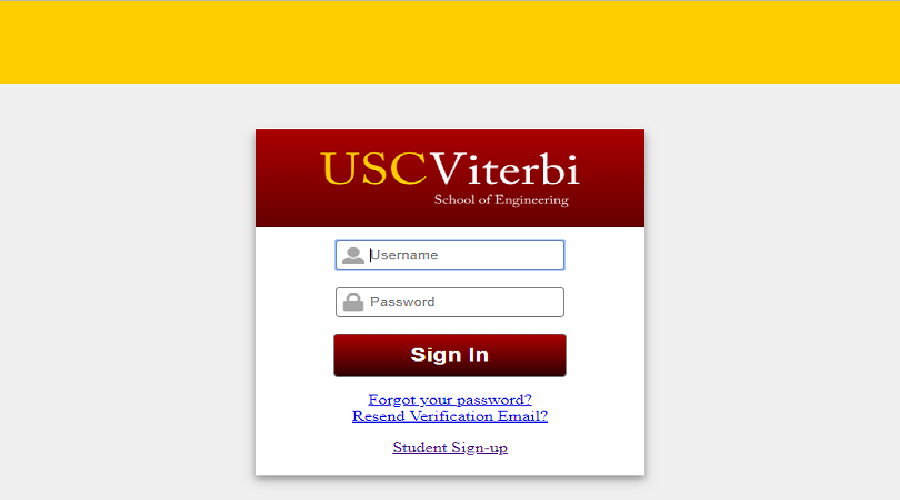 USCViterbi
School of Engineering
Username
Password
Sign In
Forgot your password?
Resend Verification Email?
Student Sign-up